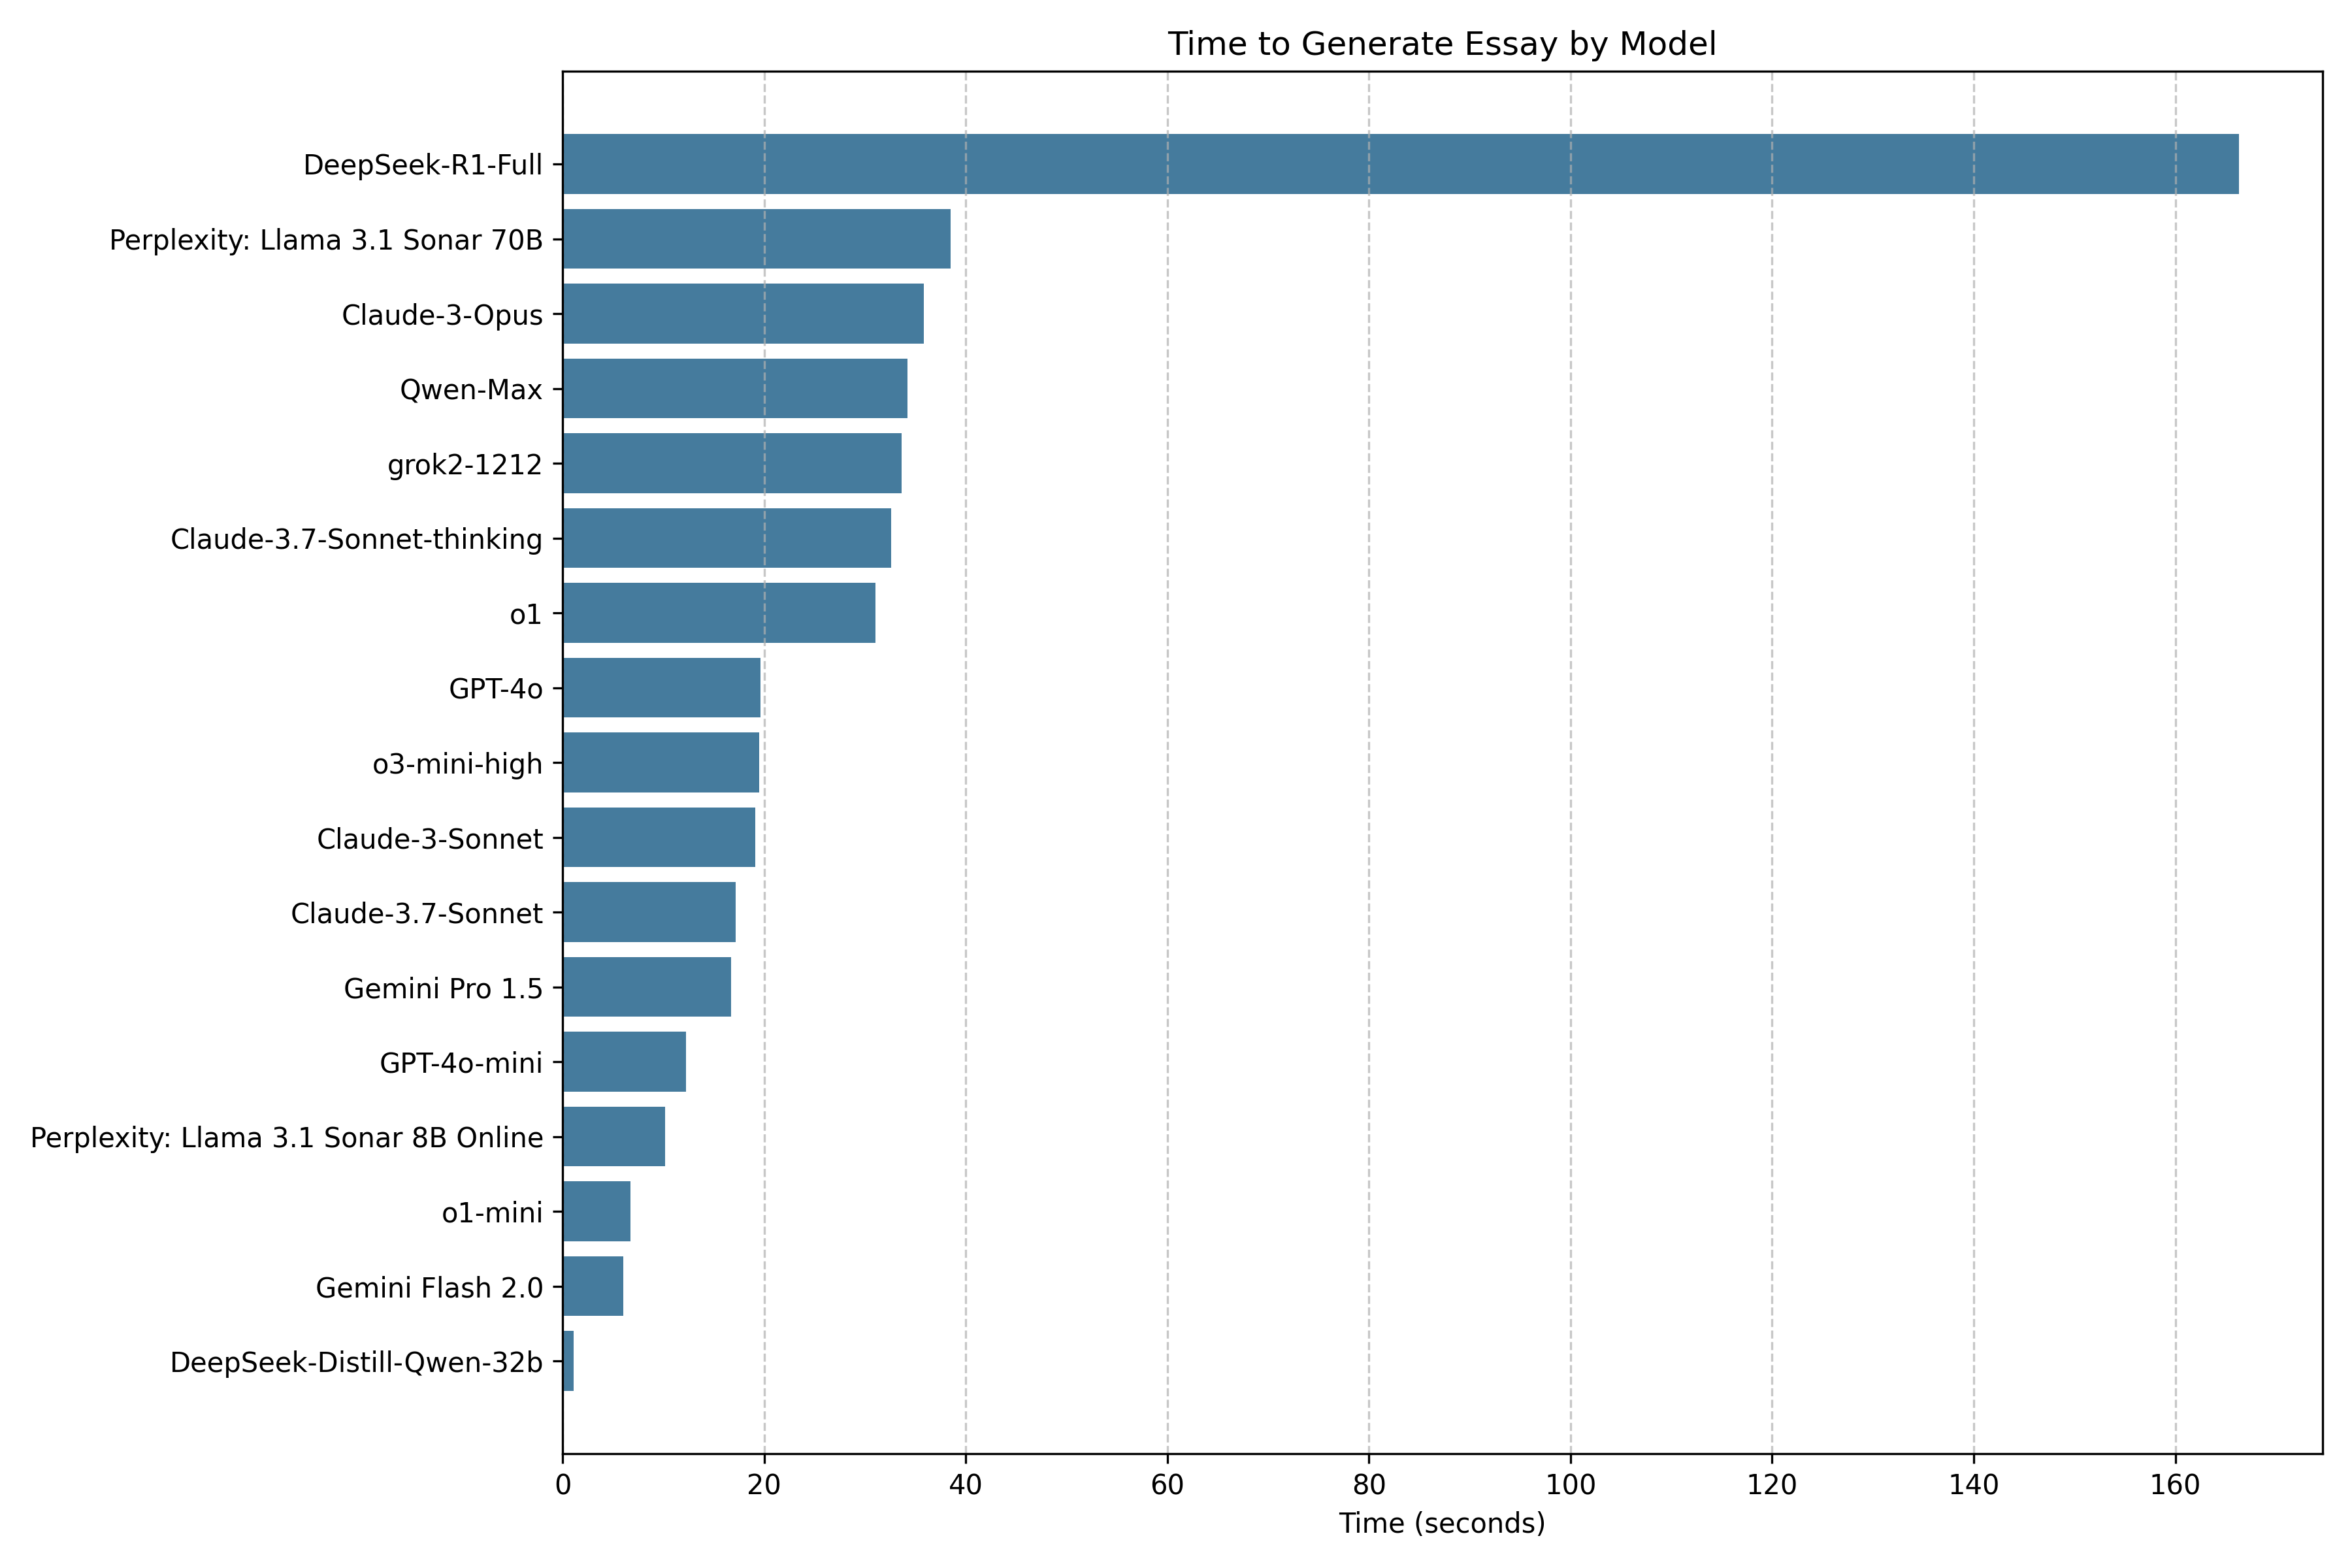 Time to Generate Essay by Model
DeepSeek-R1-Full
Perplexity: Llama 3.1 Sonar 70B
Claude-3-Opus
Qwen-Max
grok2-1212
Claude-3.7-Sonnet-thinking
o1
GPT-4o
o3-mini-high
Claude-3-Sonnet
Claude-3.7-Sonnet
Gemini Pro 1.5
GPT-4o-mini
Perplexity: Llama 3.1 Sonar 8B Online
o1-mini
Gemini Flash 2.0
DeepSeek-Distill-Qwen-32b
0 20 40 60 80 100 120 140 160
Time (seconds)